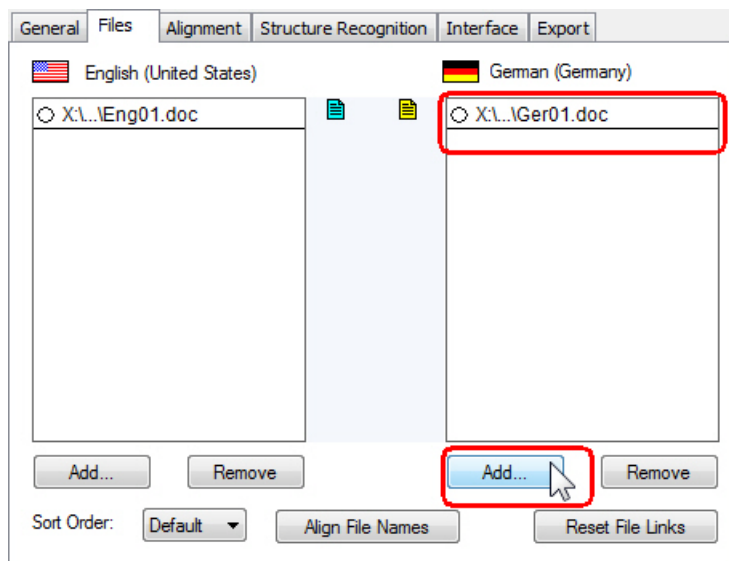 General Files Alignment Structure Recognition Interface Export
English (United States) German (Germany)
X:\...\Eng01.doc X:\...\Ger01.doc
Add... Remove Add... Remove
Sort Order: Default Align File Names Reset File Links